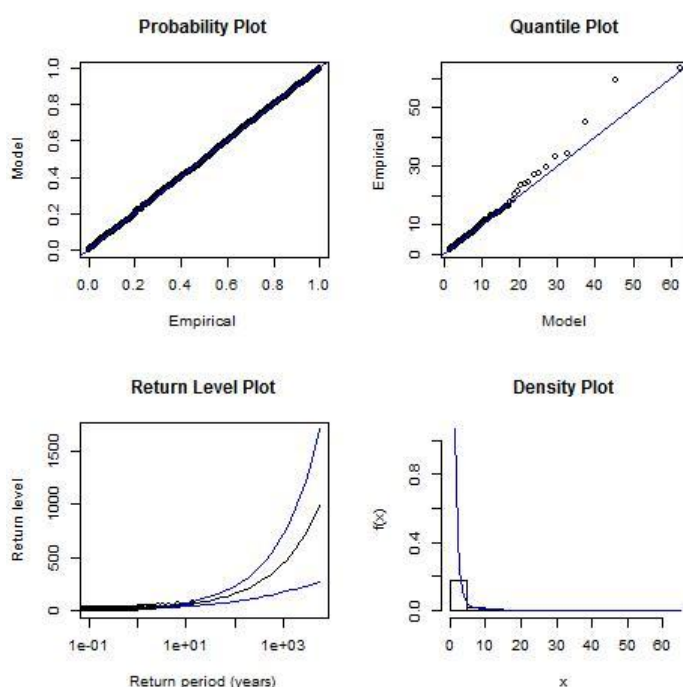 Probability Plot
Model
0.0 0.2 0.4 0.6 0.8 1.0
0.0 0.2 0.4 0.6 0.8 1.0
Empirical
Quantile Plot
Empirical
0 10 30 50
0 10 20 30 40 50 60
Model
Return Level Plot
Return level
0 500 1000 1500
1e-01 1e+01 1e+03
Return period (years)
Density Plot
f(x)
0.0 0.4 0.8
0 10 20 30 40 50 60
x